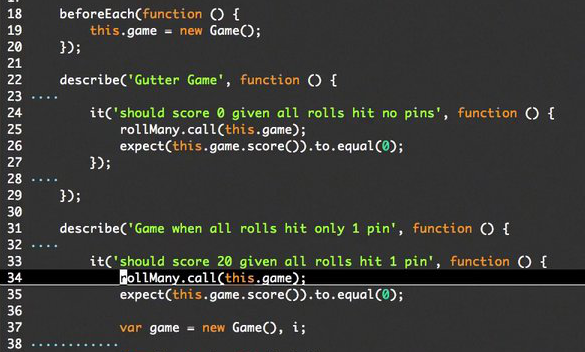 18 beforeEach(function () {
19 this.game = new Game();
20 });
21
22 describe('Gutter Game', function () {
23 ····
24 it('should score 0 given all rolls hit no pins', function () {
25 rollMany.call(this.game);
26 expect(this.game.score()).to.equal(0);
27 });
28 ····
29 });
30
31 describe('Game when all rolls hit only 1 pin', function () {
32 ····
33 it('should score 20 given all rolls hit 1 pin', function () {
34 rollMany.call(this.game);
35 expect(this.game.score()).to.equal(0);
36
37 var game = new Game(), i;
38 ············